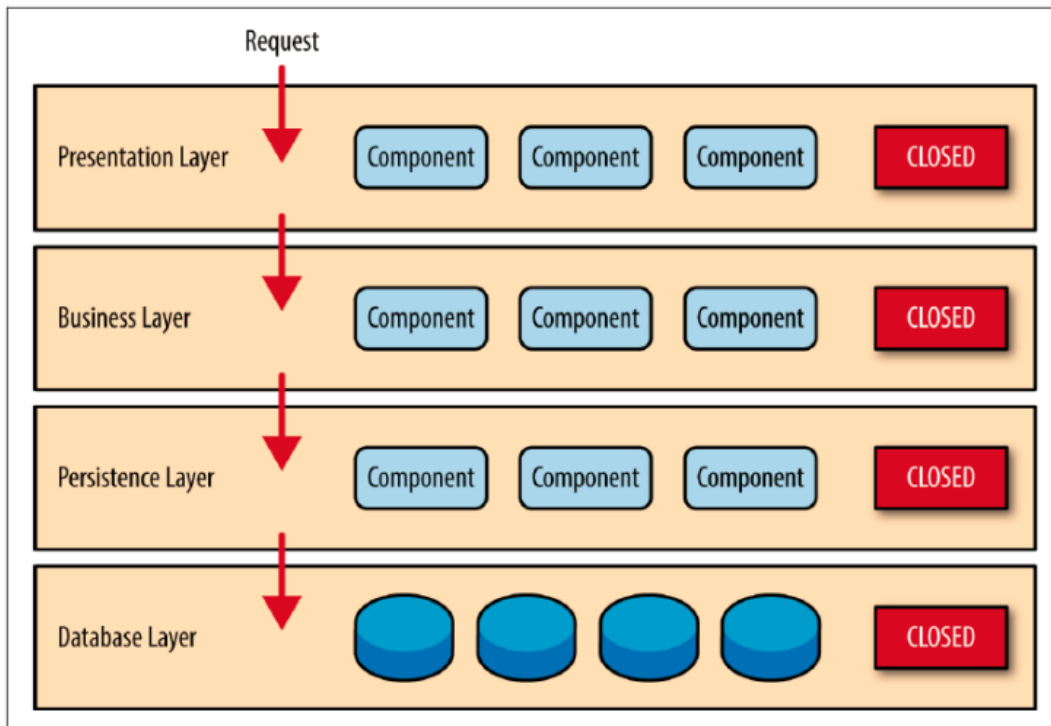 Request
Presentation Layer Component Component Component CLOSED
Business Layer Component Component Component CLOSED
Persistence Layer Component Component Component CLOSED
Database Layer CLOSED